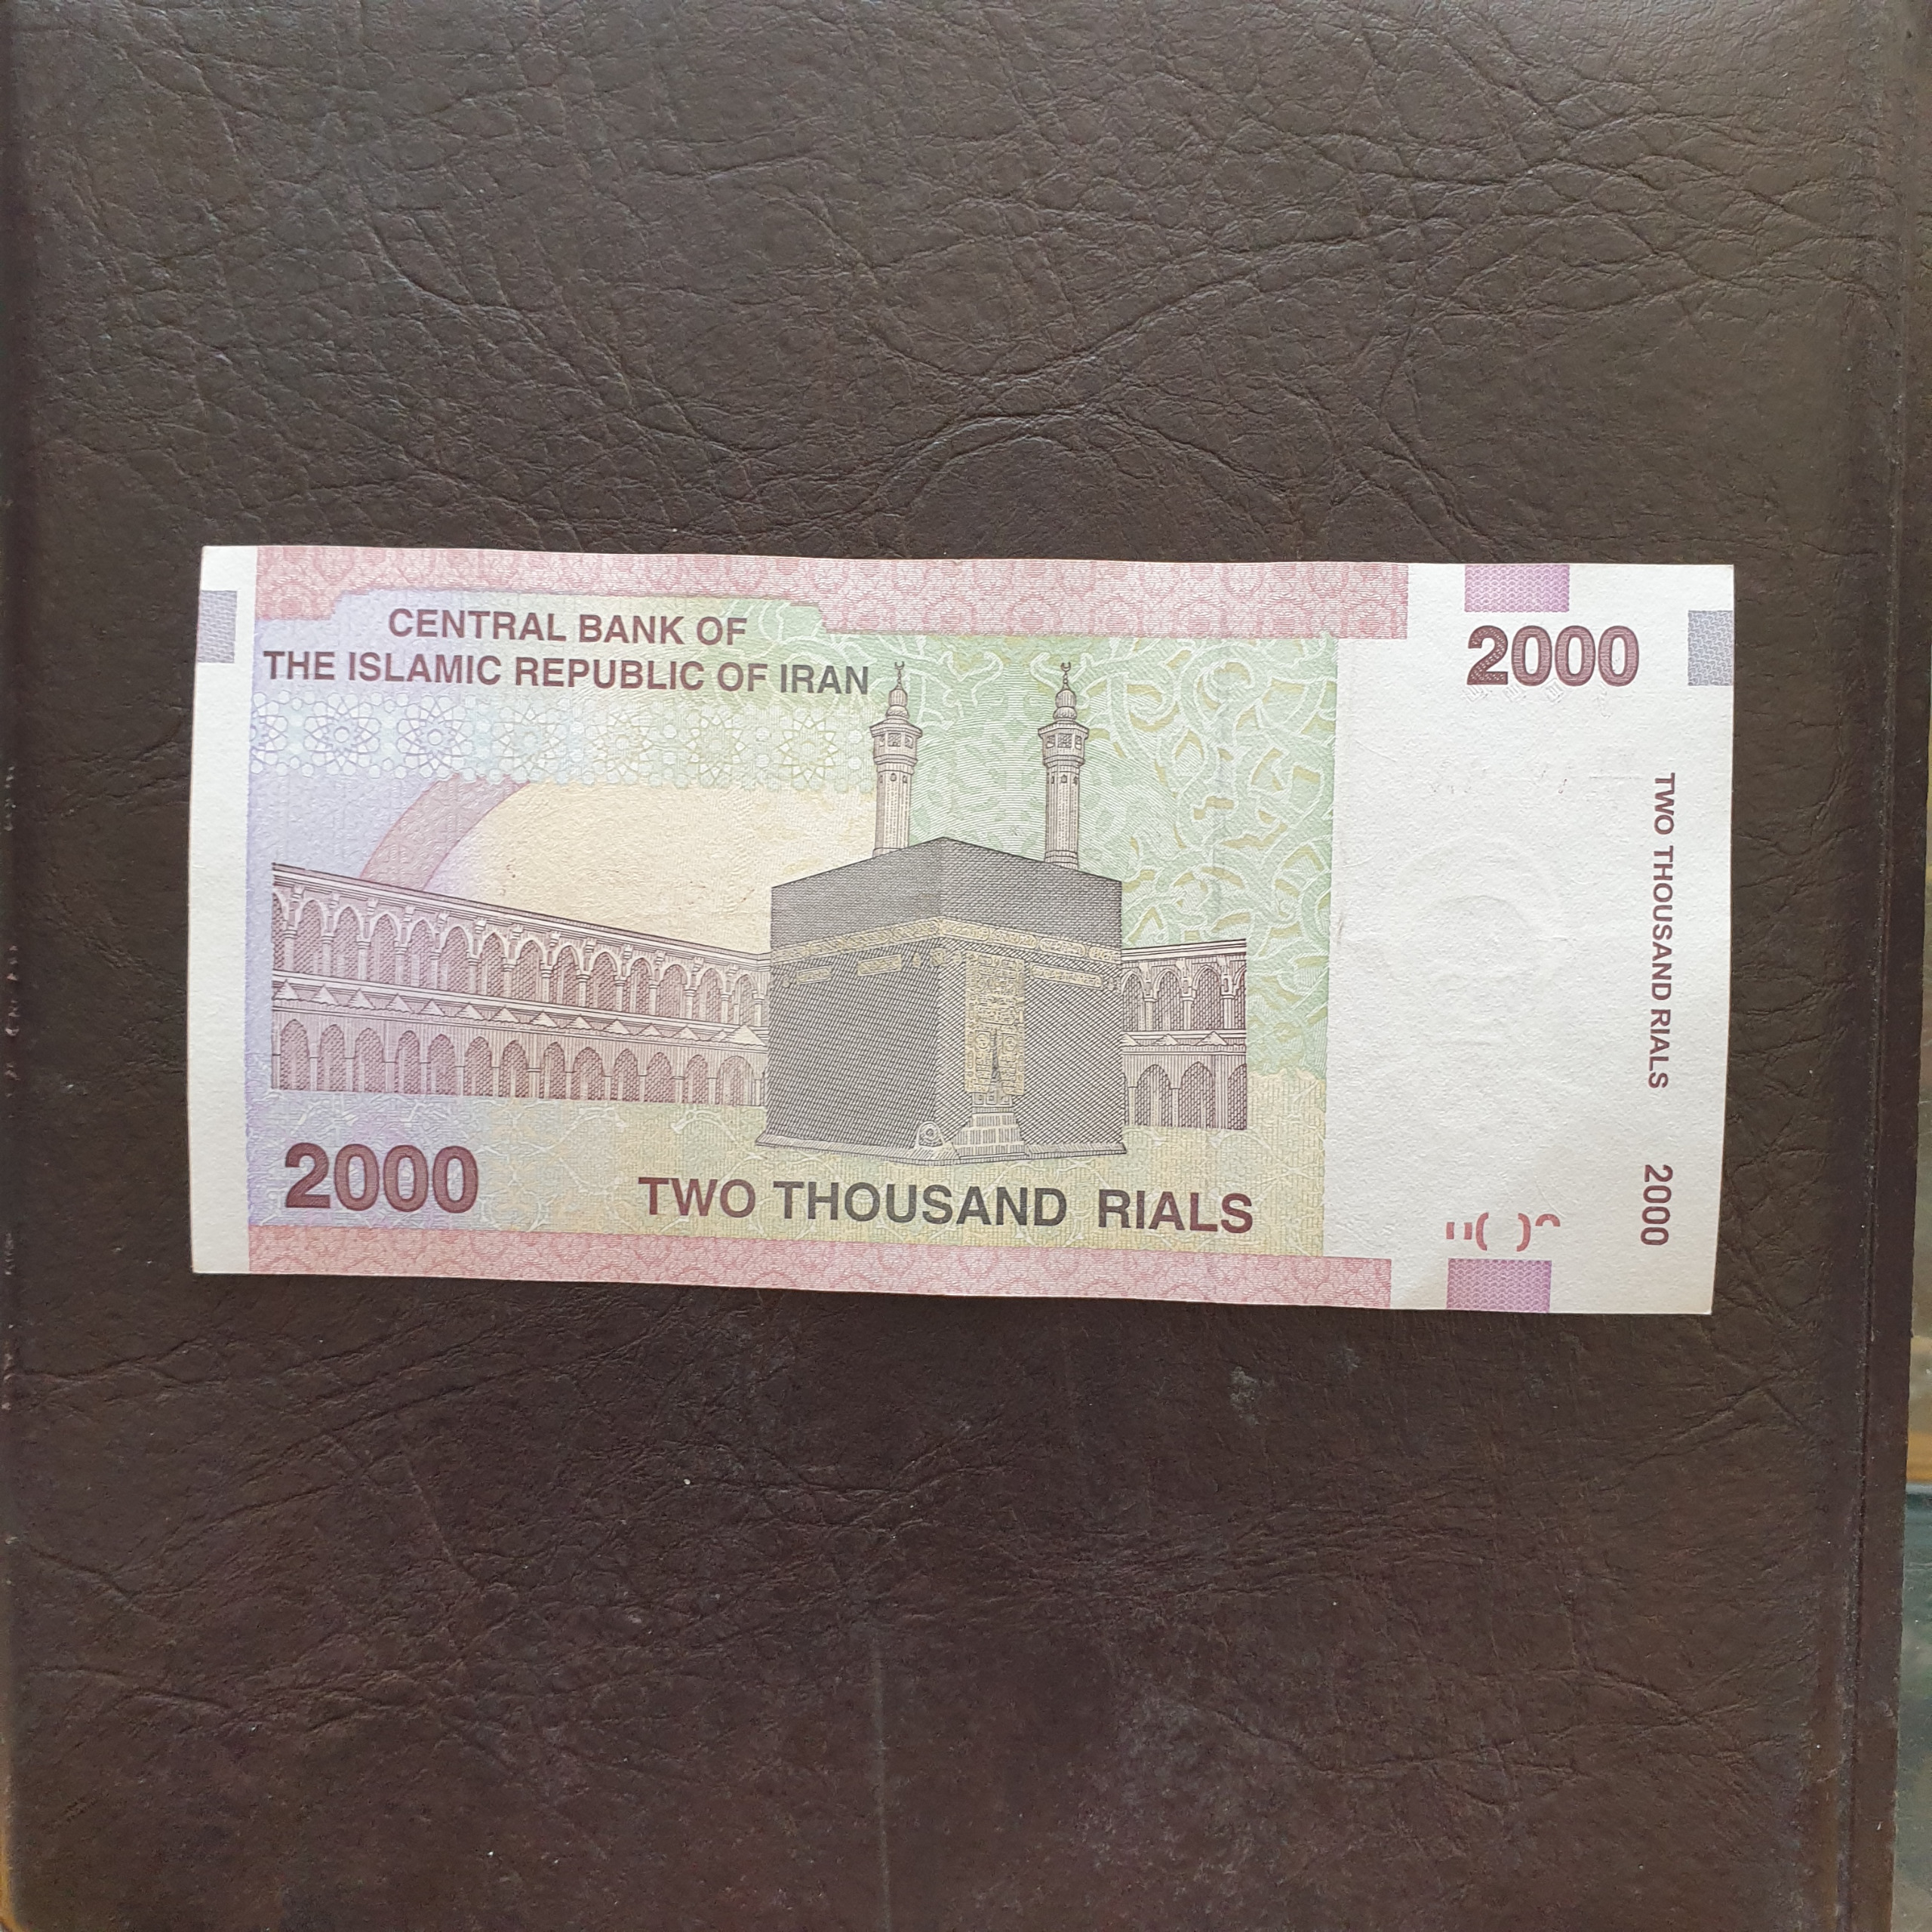 CENTRAL BANK OF
THE ISLAMIC REPUBLIC OF IRAN
2000
TWO THOUSAND RIALS 2000
2000
TWO THOUSAND RIALS